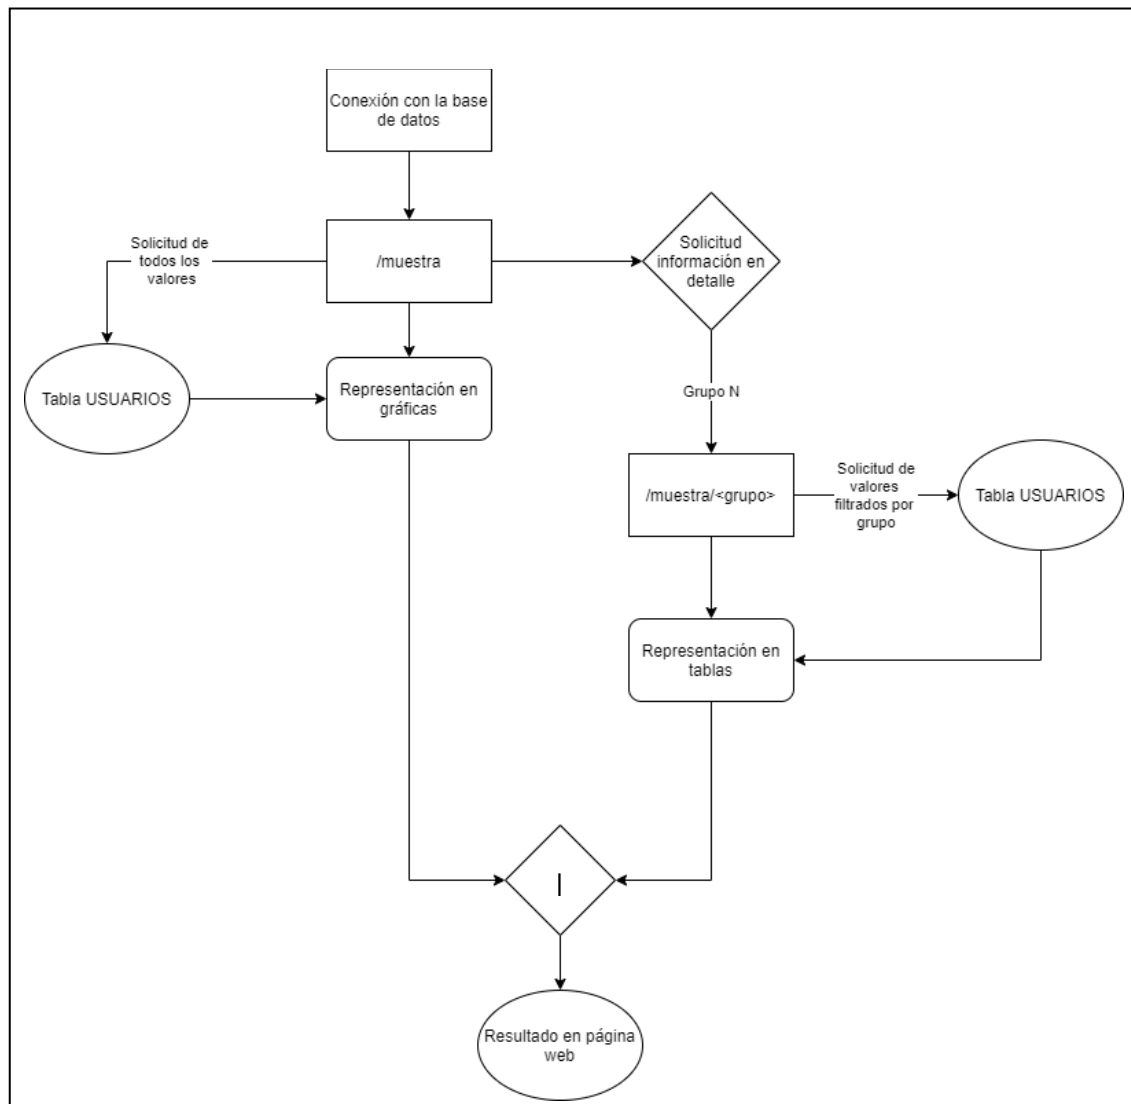 Conexión con la base
de datos
Solicitud de
todos los
valores
/muestra
Solicitud
información en
detalle
Tabla USUARIOS
Representación en
gráficas
Grupo N
/muestra/<grupo>
Solicitud de
valores
filtrados por
grupo
Tabla USUARIOS
Representación en
tablas
|
Resultado en página
web